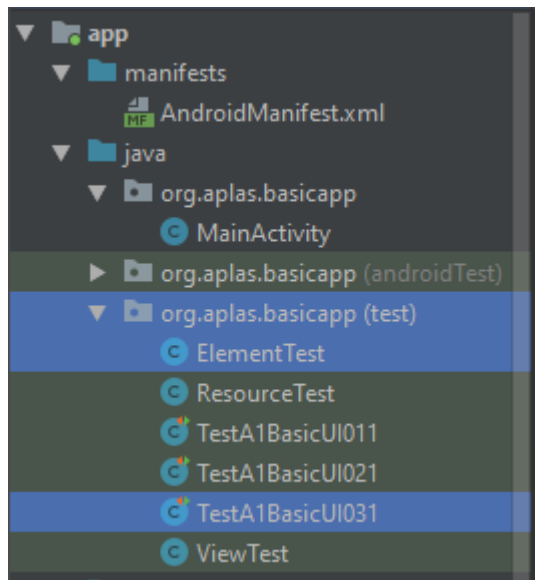 app
manifests
MF AndroidManifest.xml
java
org.aplas.basicapp
C MainActivity
org.aplas.basicapp (androidTest)
org.aplas.basicapp (test)
C ElementTest
C ResourceTest
C TestA1BasicUI011
C TestA1BasicUI021
C TestA1BasicUI031
C ViewTest